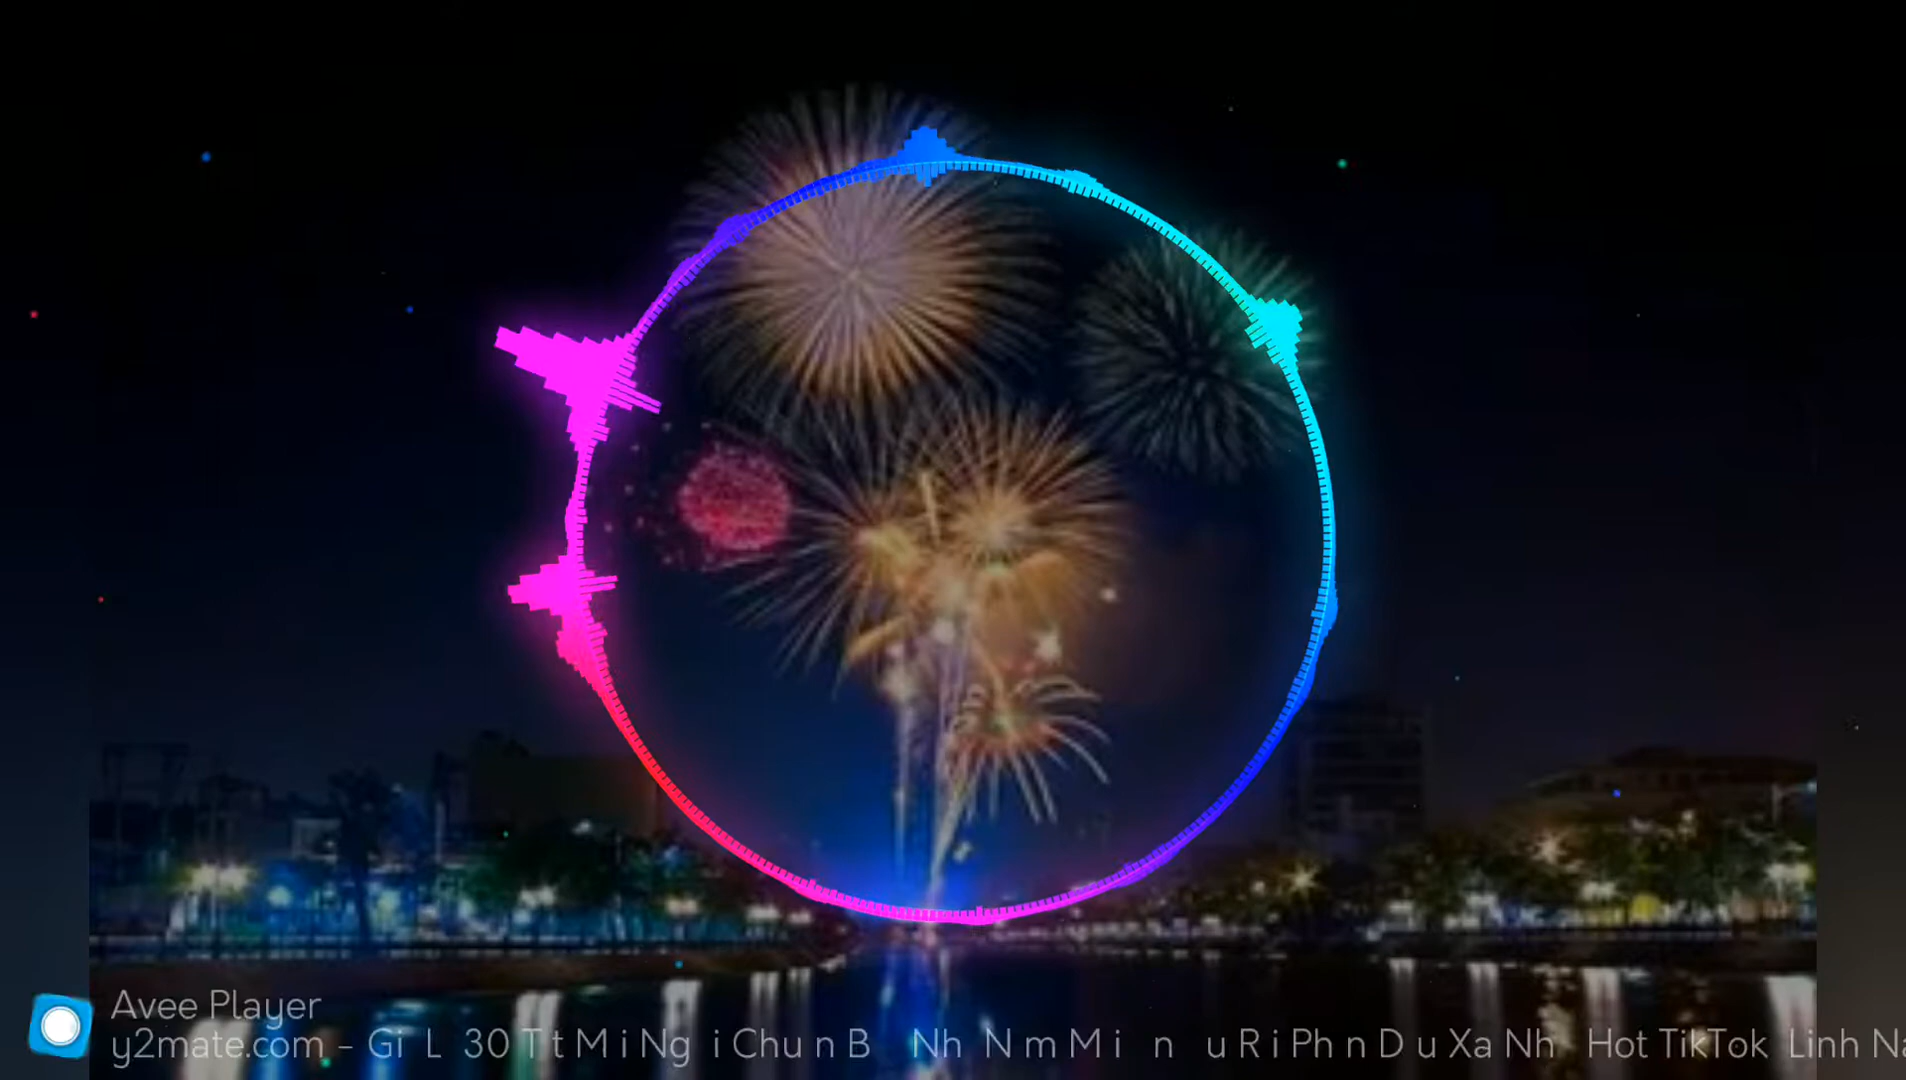 Avee Player
y2mate.com - Gi L 30 T t M i Ng i Chu n B Nh N m M i n u R i Ph n D u Xa Nh Hot TikTok Linh Na